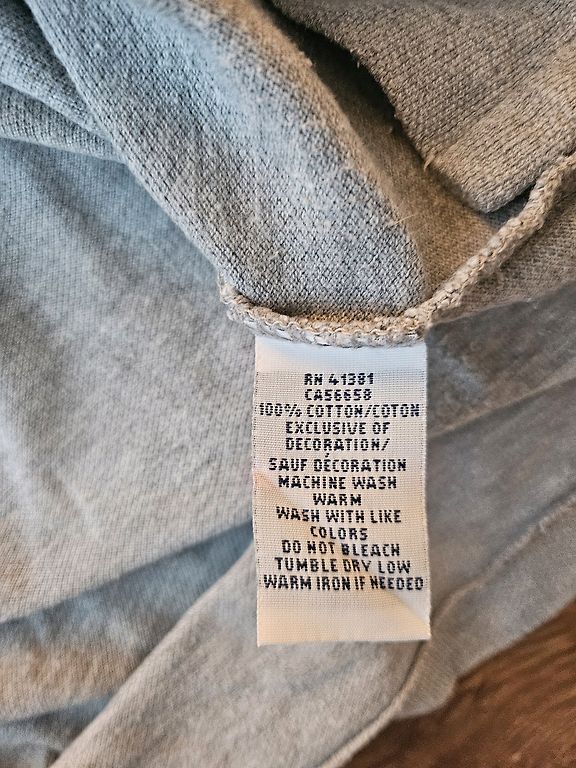 RN 41381
CA56658
100% COTTON/COTON
EXCLUSIVE OF
DECORATION/
SAUF DÉCORATION
MACHINE WASH
WARM
WASH WITH LIKE
COLORS
DO NOT BLEACH
TUMBLE DRY LOW
WARM IRON IF NEEDED